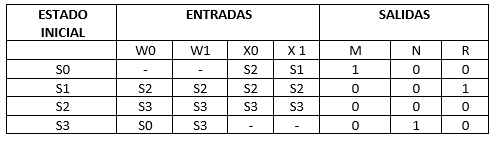 ESTADO INICIAL ENTRADAS SALIDAS
W0 W1 X0 X 1 M N R
S0 - - S2 S1 1 0 0
S1 S2 S2 S2 S2 0 0 1
S2 S3 S3 S3 S3 0 0 0
S3 S0 S3 - - 0 1 0